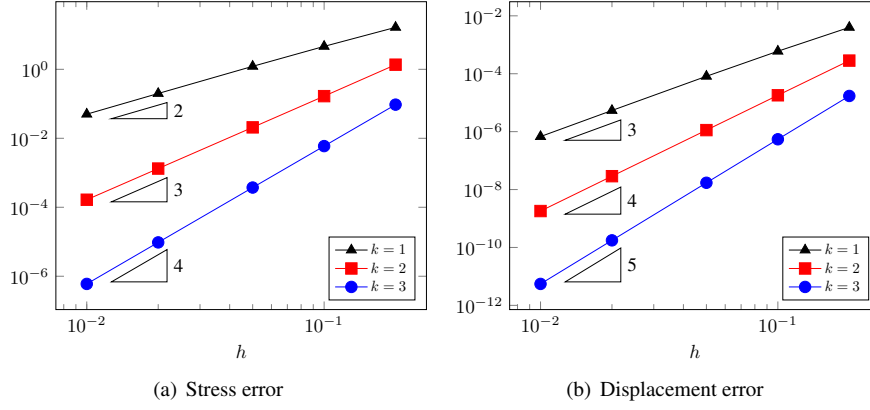 10^0
10^{-2}
10^{-4}
10^{-6}
2
3
4
k = 1
k = 2
k = 3
10^{-2} 10^{-1}
h
(a) Stress error
10^{-2}
10^{-4}
10^{-6}
10^{-8}
10^{-10}
10^{-12}
3
4
5
k = 1
k = 2
k = 3
10^{-2} 10^{-1}
h
(b) Displacement error